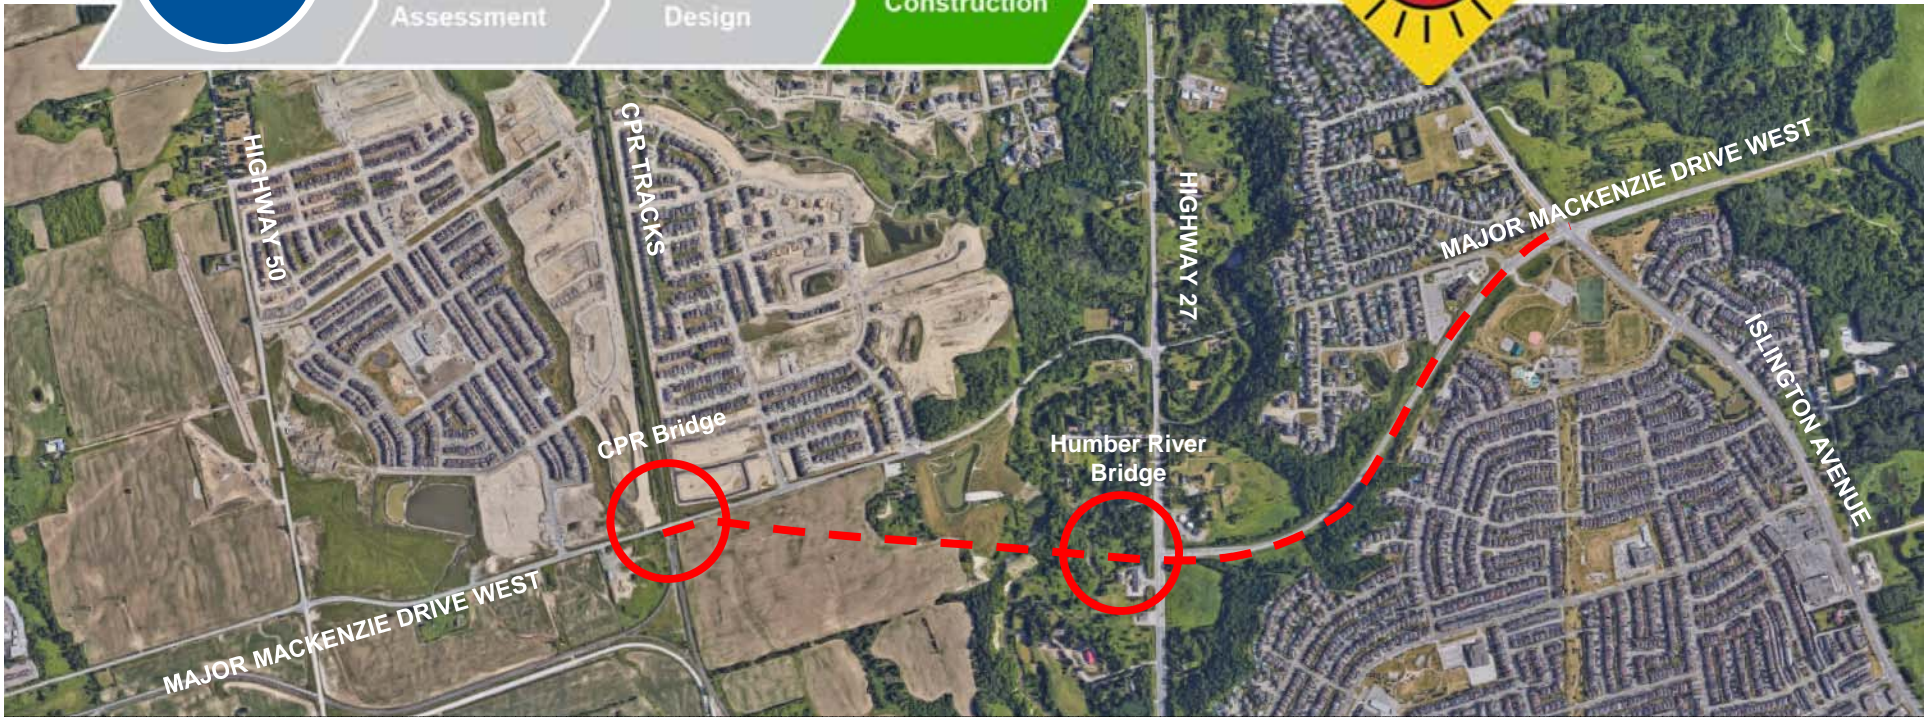 Assessment
Design
Construction
HIGHWAY 50
CPR TRACKS
HIGHWAY 27
MAJOR MACKENZIE DRIVE WEST
ISLINGTON AVENUE
CPR Bridge
Humber River
Bridge
MAJOR MACKENZIE DRIVE WEST